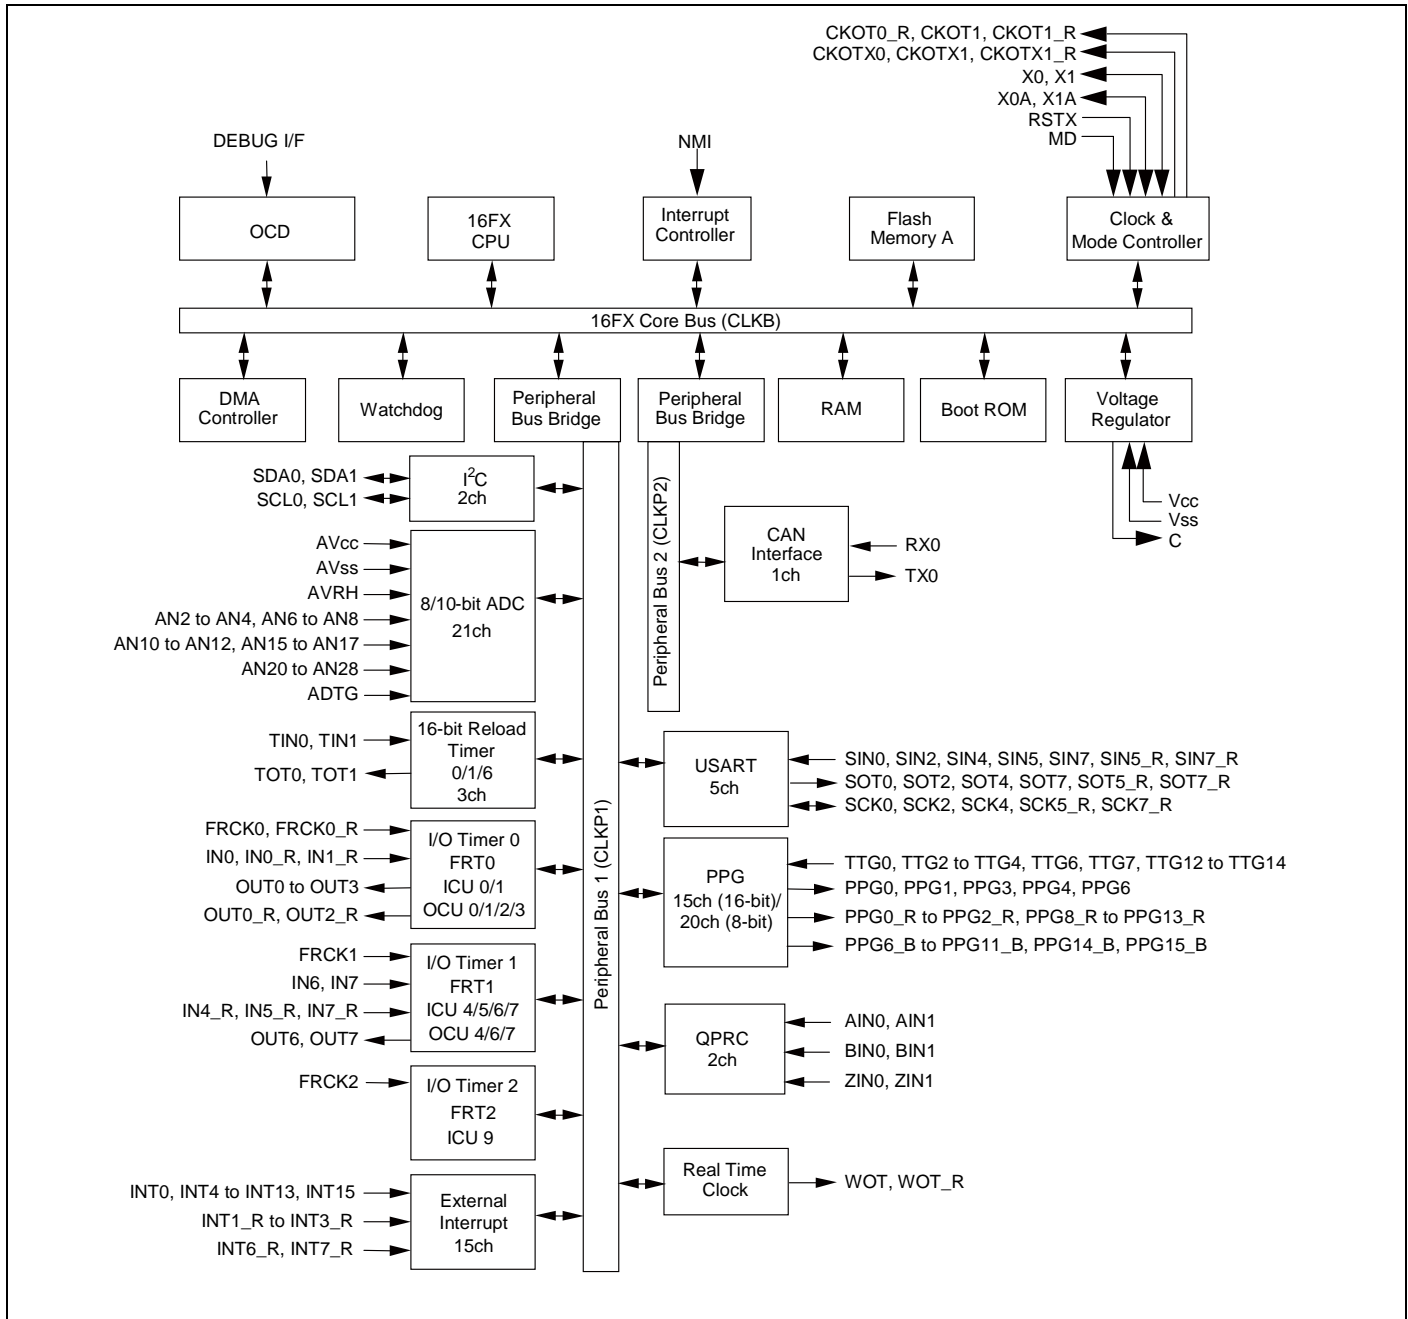 CKOT0_R, CKOT1, CKOT1_R
CKOTX0, CKOTX1, CKOTX1_R
X0, X1
X0A, X1A
RSTX
MD
DEBUG I/F
NMI
OCD
16FX
CPU
Interrupt
Controller
Flash
Memory A
Clock &
Mode Controller
16FX Core Bus (CLKB)
DMA
Controller
Watchdog
Peripheral
Bus Bridge
Peripheral
Bus Bridge
RAM
Boot ROM
Voltage
Regulator
Vcc
Vss
C
SDA0, SDA1
SCL0, SCL1
I²C
2ch
AVcc
AVss
AVRH
AN2 to AN4, AN6 to AN8
AN10 to AN12, AN15 to AN17
AN20 to AN28
ADTG
8/10-bit ADC
21ch
Peripheral Bus 2 (CLKP2)
CAN
Interface
1ch
RX0
TX0
TIN0, TIN1
TOT0, TOT1
16-bit Reload
Timer
0/1/6
3ch
Peripheral Bus 1 (CLKP1)
USART
5ch
SIN0, SIN2, SIN4, SIN5, SIN7, SIN5_R, SIN7_R
SOT0, SOT2, SOT4, SOT7, SOT5_R, SOT7_R
SCK0, SCK2, SCK4, SCK5_R, SCK7_R
FRCK0, FRCK0_R
IN0, IN0_R, IN1_R
OUT0 to OUT3
OUT0_R, OUT2_R
I/O Timer 0
FRT0
ICU 0/1
OCU 0/1/2/3
PPG
15ch (16-bit)/
20ch (8-bit)
TTG0, TTG2 to TTG4, TTG6, TTG7, TTG12 to TTG14
PPG0, PPG1, PPG3, PPG4, PPG6
PPG0_R to PPG2_R, PPG8_R to PPG13_R
PPG6_B to PPG11_B, PPG14_B, PPG15_B
FRCK1
IN6, IN7
IN4_R, IN5_R, IN7_R
OUT6, OUT7
I/O Timer 1
FRT1
ICU 4/5/6/7
OCU 4/6/7
QPRC
2ch
AIN0, AIN1
BIN0, BIN1
ZIN0, ZIN1
FRCK2
I/O Timer 2
FRT2
ICU 9
Real Time
Clock
WOT, WOT_R
INT0, INT4 to INT13, INT15
INT1_R to INT3_R
INT6_R, INT7_R
External
Interrupt
15ch